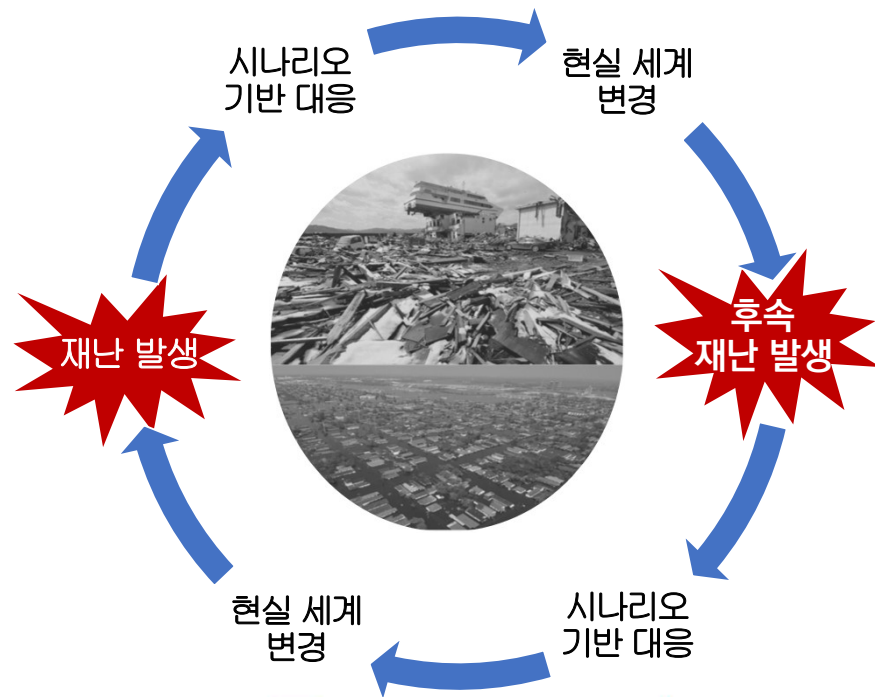 시나리오
기반 대응
현실 세계
변경
재난 발생
후속
재난 발생
현실 세계
변경
시나리오
기반 대응